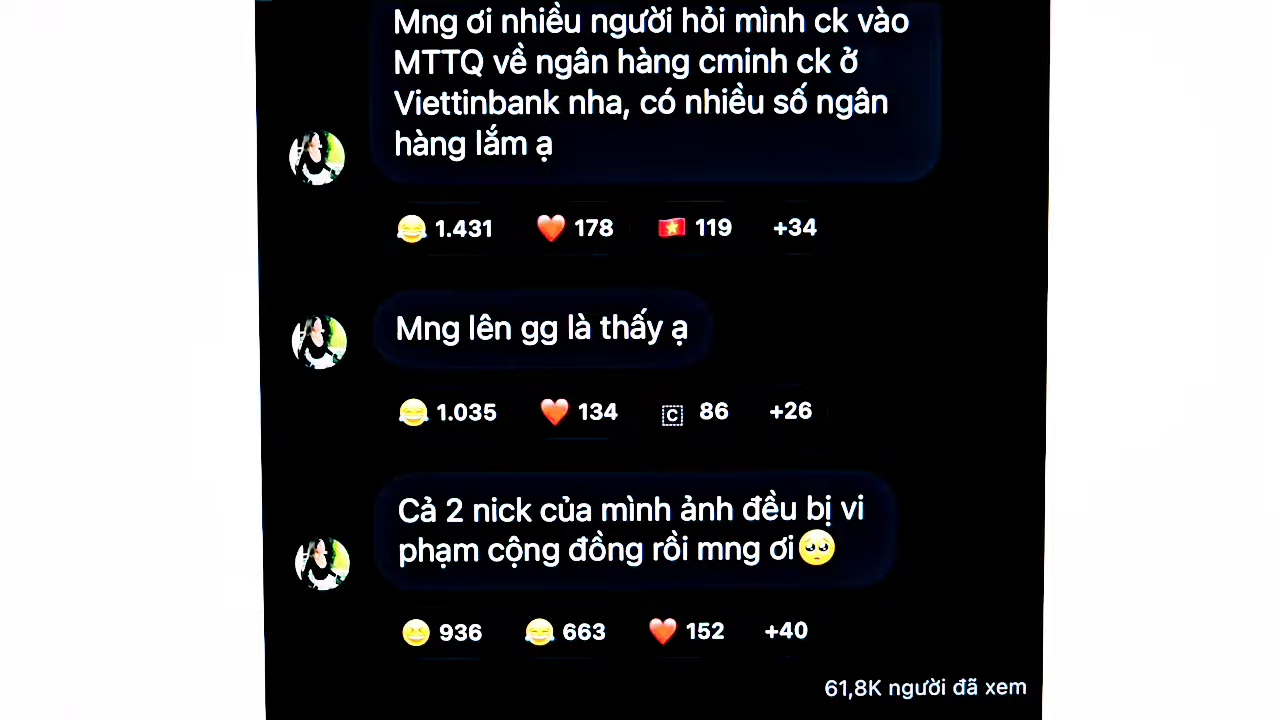 Mng ơi nhiều người hỏi mình ck vào
MTTQ về ngân hàng cminh ck ở
Viettinbank nha, có nhiều số ngân
hàng lắm ạ
😂 1.431 ❤️ 178 🇻🇳 119 +34
Mng lên gg là thấy ạ
😂 1.035 ❤️ 134 🇨 86 +26
Cả 2 nick của mình ảnh đều bị vi
phạm cộng đồng rồi mng ơi🥺
😆 936 😂 663 ❤️ 152 +40
61,8K người đã xem